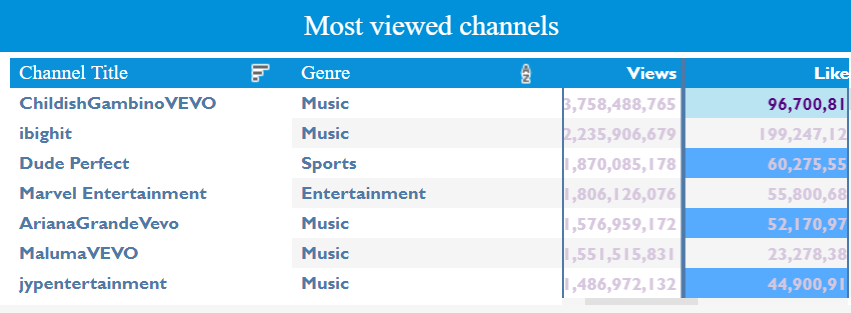 Most viewed channels
Channel Title Genre Views Like
ChildishGambinoVEVO Music 3,758,488,765 96,700,81
ibighit Music 2,235,906,679 199,247,12
Dude Perfect Sports 1,870,085,178 60,275,55
Marvel Entertainment Entertainment 1,806,126,076 55,800,68
ArianaGrandeVevo Music 1,576,959,172 52,170,97
MalumaVEVO Music 1,551,515,831 23,278,38
jypentertainment Music 1,486,972,132 44,900,91